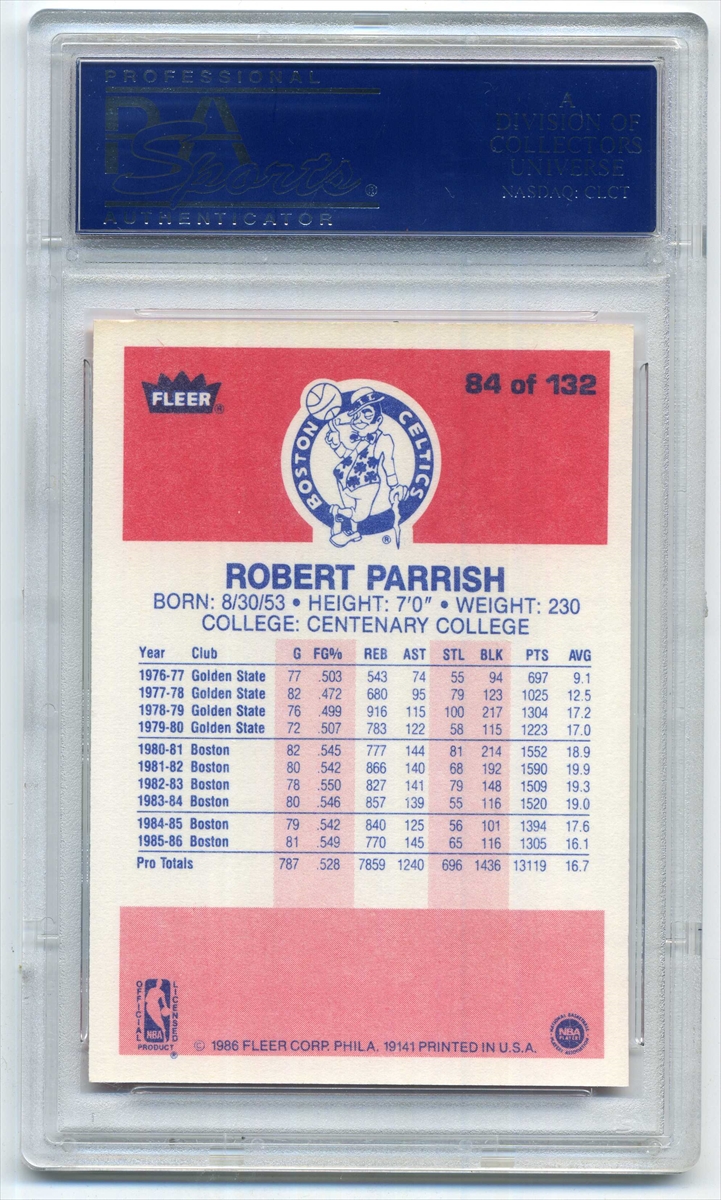 PROFESSIONAL
PSA
Sports®
AUTHENTICATOR
A
DIVISION OF
COLLECTORS
UNIVERSE
NASDAQ: CLCT
FLEER®
84 of 132
BOSTON CELTICS
®
ROBERT PARRISH
BORN: 8/30/53 • HEIGHT: 7'0" • WEIGHT: 230
COLLEGE: CENTENARY COLLEGE
Year Club G FG% REB AST STL BLK PTS AVG
1976-77 Golden State 77 .503 543 74 55 94 697 9.1
1977-78 Golden State 82 .472 680 95 79 123 1025 12.5
1978-79 Golden State 76 .499 916 115 100 217 1304 17.2
1979-80 Golden State 72 .507 783 122 58 115 1223 17.0
1980-81 Boston 82 .545 777 144 81 214 1552 18.9
1981-82 Boston 80 .542 866 140 68 192 1590 19.9
1982-83 Boston 78 .550 827 141 79 148 1509 19.3
1983-84 Boston 80 .546 857 139 55 116 1520 19.0
1984-85 Boston 79 .542 840 125 56 101 1394 17.6
1985-86 Boston 81 .549 770 145 65 116 1305 16.1
Pro Totals 787 .528 7859 1240 696 1436 13119 16.7
OFFICIAL LICENSED
NBA
PRODUCT ®
© 1986 FLEER CORP. PHILA. 19141 PRINTED IN U.S.A.
NATIONAL BASKETBALL
NBA
PLAYERS
PLAYERS ASSOCIATION